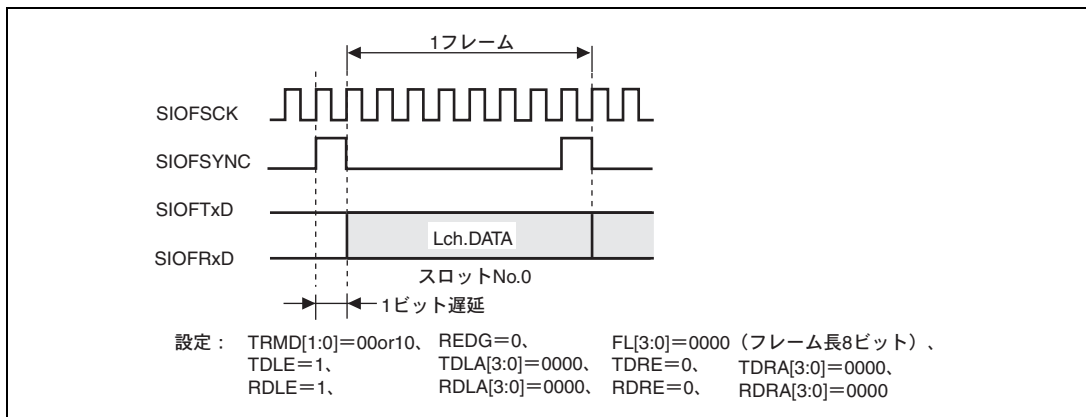 1フレーム
SIOFSCK
SIOFSYNC
SIOFTxD
Lch.DATA
SIOFRxD
スロットNo.0
1ビット遅延
設定： TRMD[1:0]＝00or10、 REDG＝0、 FL[3:0]＝0000（フレーム長8ビット）、
TDLE＝1、 TDLA[3:0]＝0000、 TDRE＝0、 TDRA[3:0]＝0000、
RDLE＝1、 RDLA[3:0]＝0000、 RDRE＝0、 RDRA[3:0]＝0000